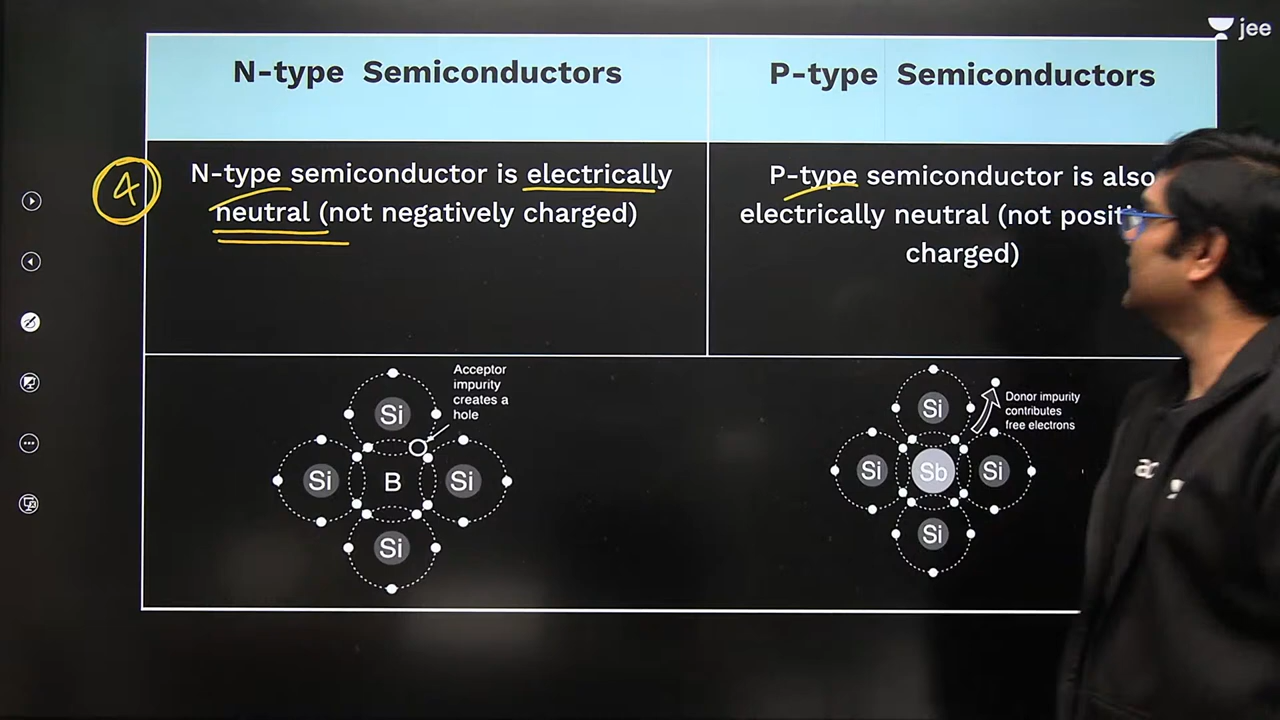 jee
N-type Semiconductors
P-type Semiconductors
4
N-type semiconductor is electrically
neutral (not negatively charged)
P-type semiconductor is also
electrically neutral (not posit
charged)
Acceptor
impurity
creates a
hole
Si
Si
B
Si
Si
Donor impurity
contributes
free electrons
Si
Si
Sb
Si
Si